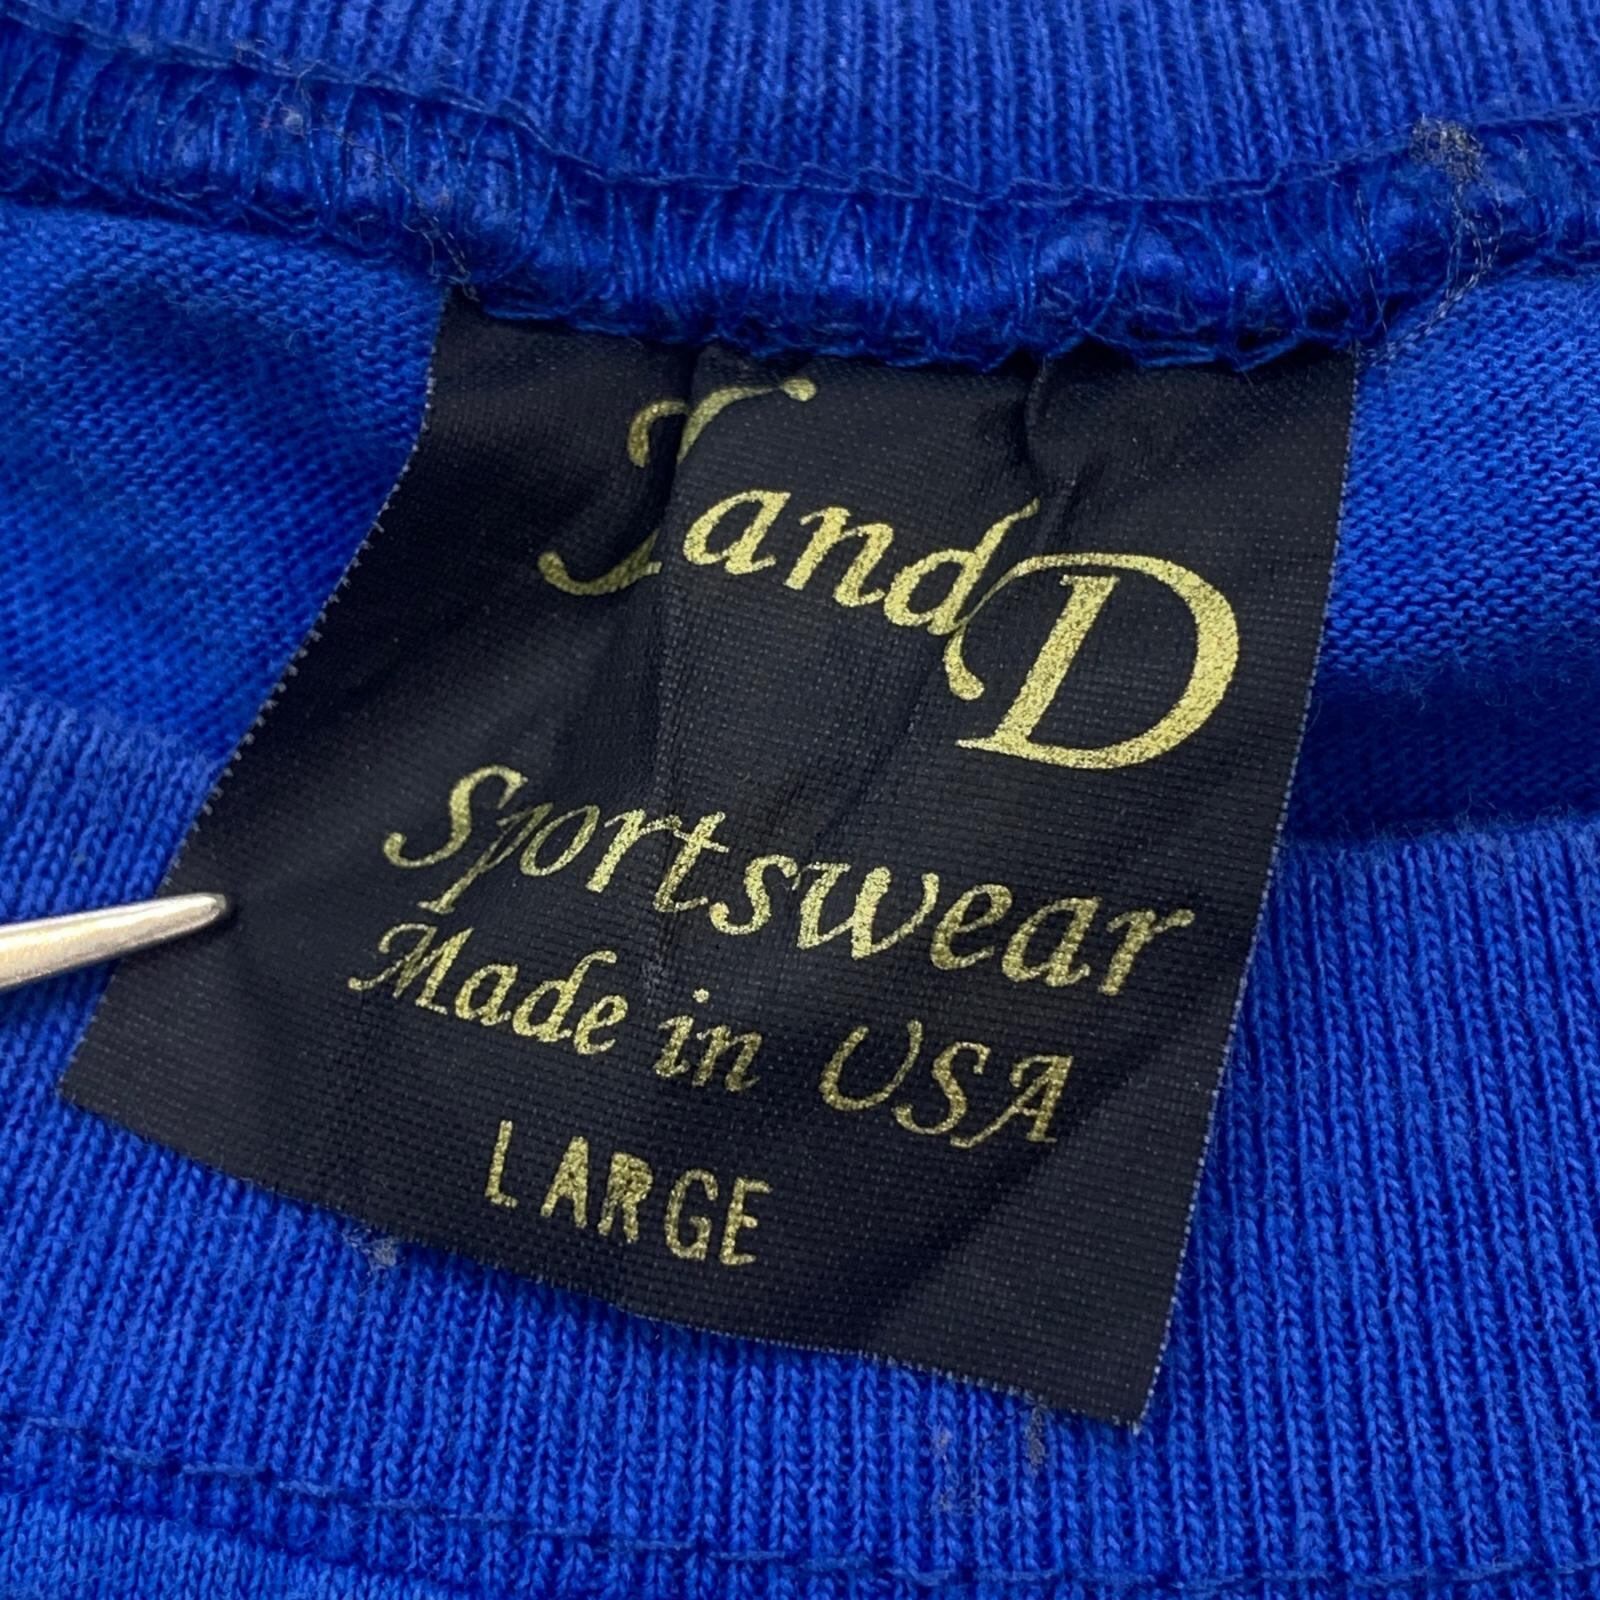 J and D
Sportswear
Made in USA
LARGE